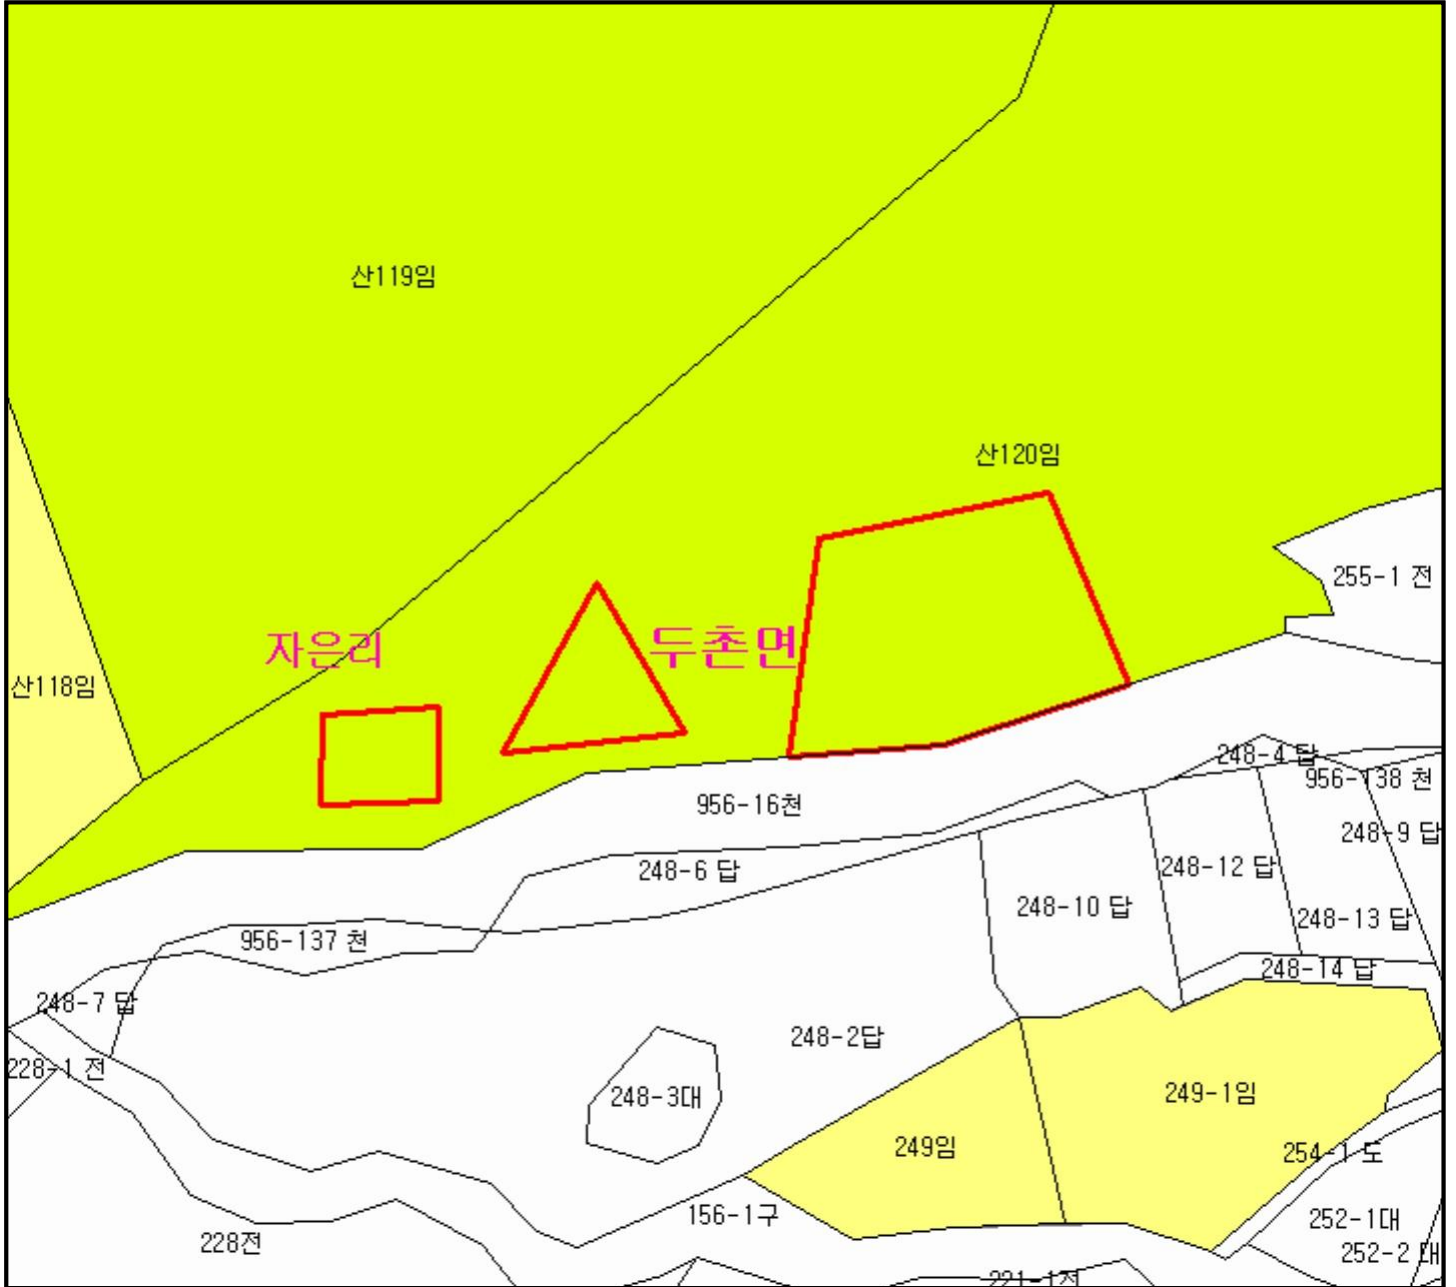 산119임
산120임
255-1 전
자은리
두촌면
산118임
248-4 답
956-138 천
956-16천
248-9 답
248-6 답
248-12 답
248-10 답
248-13 답
956-137 천
248-14 답
248-7 답
248-2답
228-1 전
248-3대
249-1임
249임
254-1 도
156-1구
252-1대
228전
252-2 대
221-1전